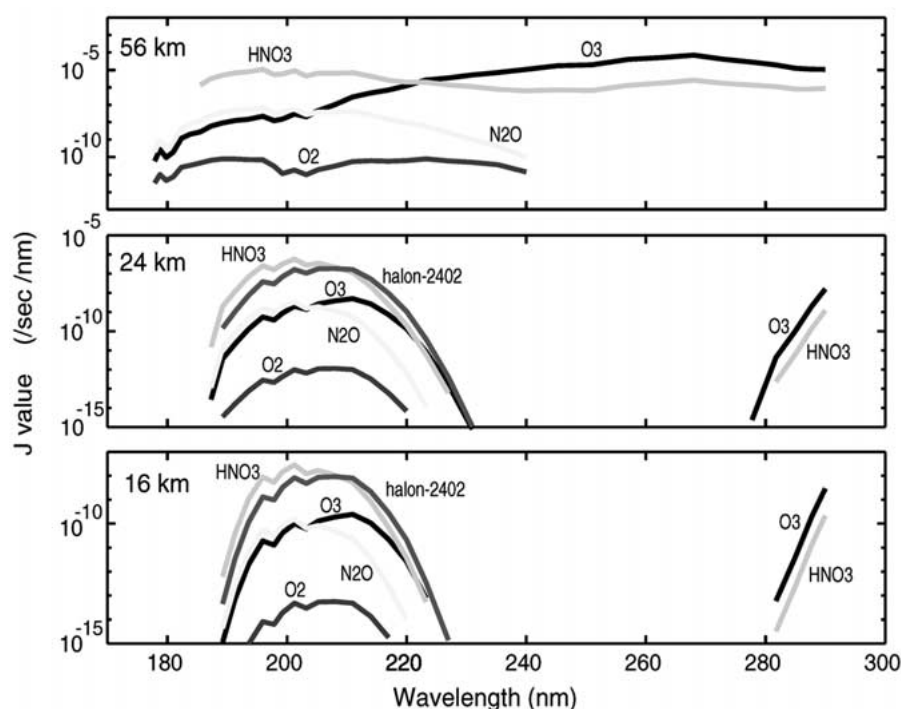 56 km
HNO3
O3
N2O
O2
10-5
10-10
24 km
HNO3
halon-2402
O3
N2O
O2
O3
HNO3
10-5
10-10
10-15
16 km
HNO3
halon-2402
O3
N2O
O2
O3
HNO3
10-10
10-15
J value (/sec /nm)
180 200 220 240 260 280 300
Wavelength (nm)